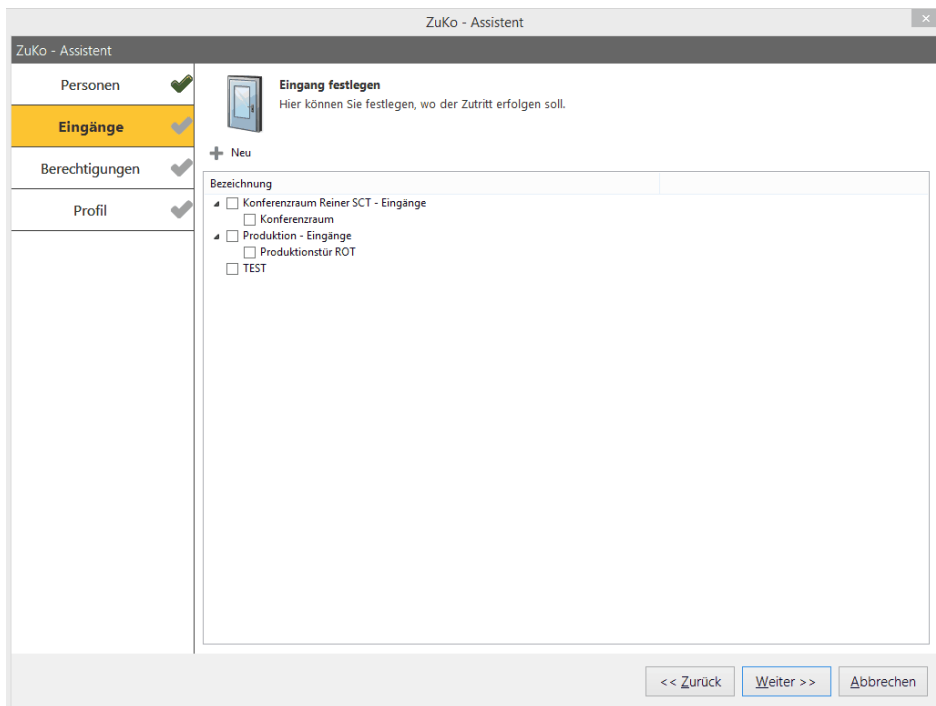 ZuKo - Assistent
ZuKo - Assistent
Personen
Eingänge
Berechtigungen
Profil
Eingang festlegen
Hier können Sie festlegen, wo der Zutritt erfolgen soll.
Neu
Bezeichnung
Konferenzraum Reiner SCT - Eingänge
Konferenzraum
Produktion - Eingänge
Produktionstür ROT
TEST
<< Zurück Weiter >> Abbrechen